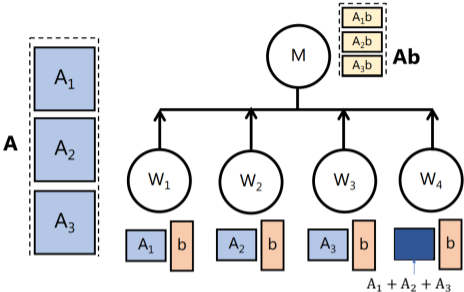 A
A₁
A₂
A₃
M
A₁b
A₂b
A₃b
Ab
W₁
W₂
W₃
W₄
A₁ b
A₂ b
A₃ b
b
A₁ + A₂ + A₃